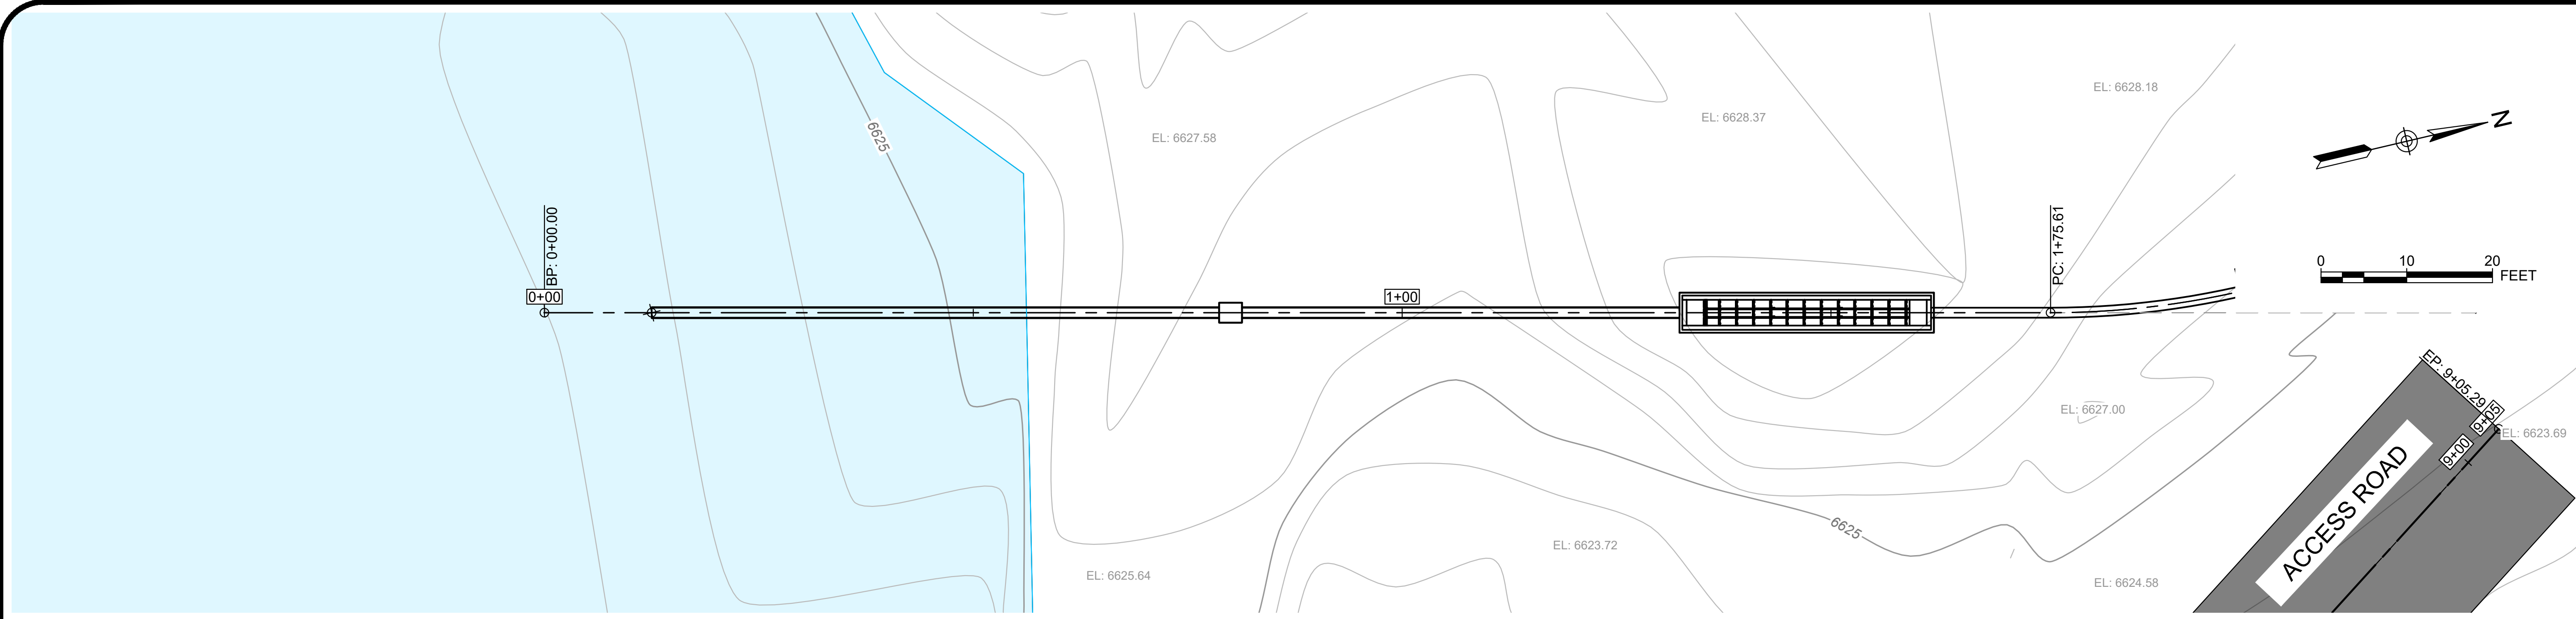 EL: 6628.18
EL: 6628.37
EL: 6627.58
N
6625
BP: 0+00.00
PC: 1+75.61
0 10 20
FEET
0+00
1+00
EP: 9+05.29
9+05
EL: 6627.00
EL: 6623.69
9+00
ACCESS ROAD
6625
EL: 6623.72
EL: 6625.64
EL: 6624.58